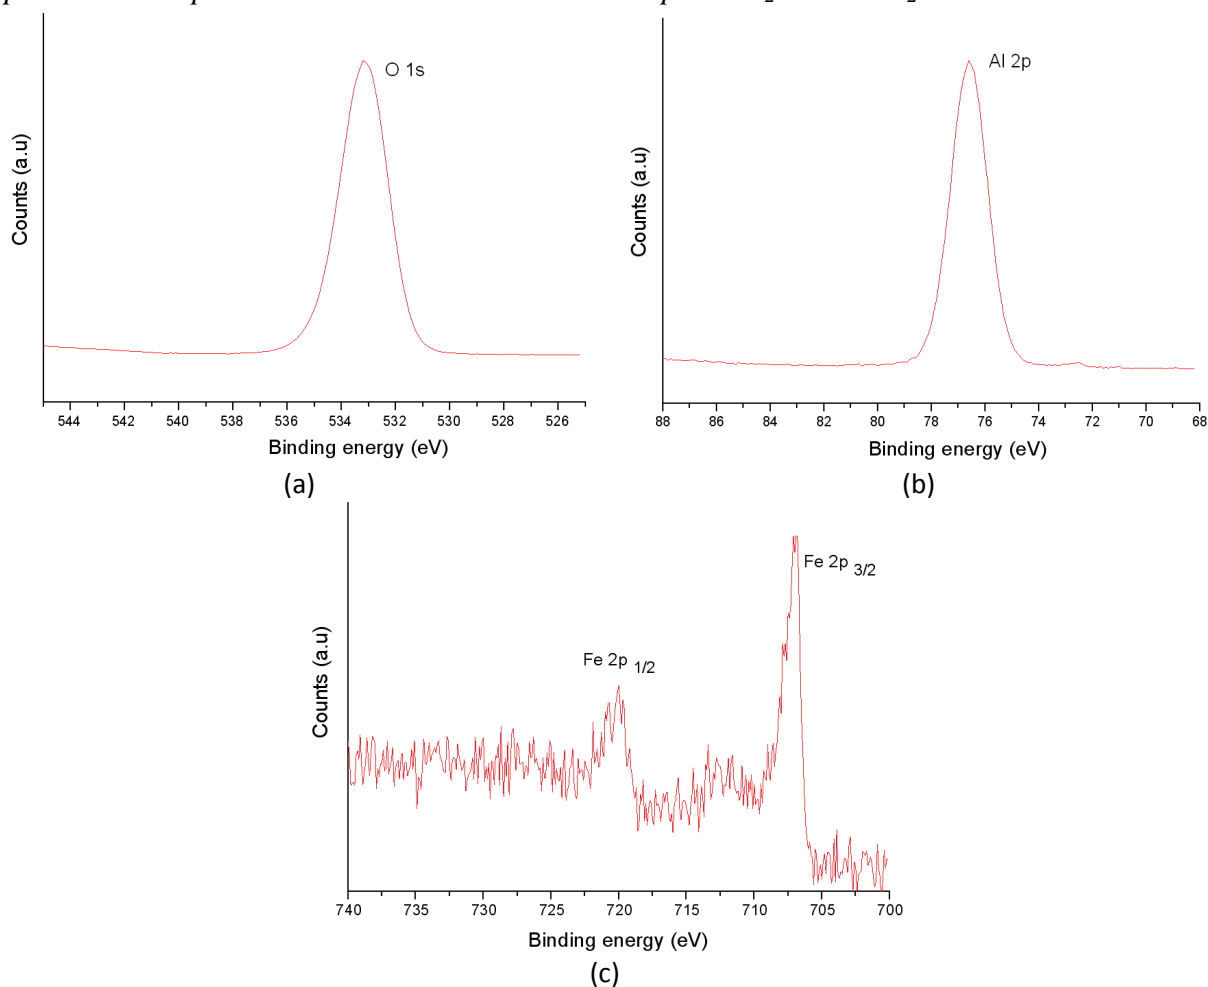 O 1s
Counts (a.u)
544 542 540 538 536 534 532 530 528 526
Binding energy (eV)
(a)
Al 2p
Counts (a.u)
88 86 84 82 80 78 76 74 72 70 68
Binding energy (eV)
(b)
Fe 2p 3/2
Fe 2p 1/2
Counts (a.u)
740 735 730 725 720 715 710 705 700
Binding energy (eV)
(c)